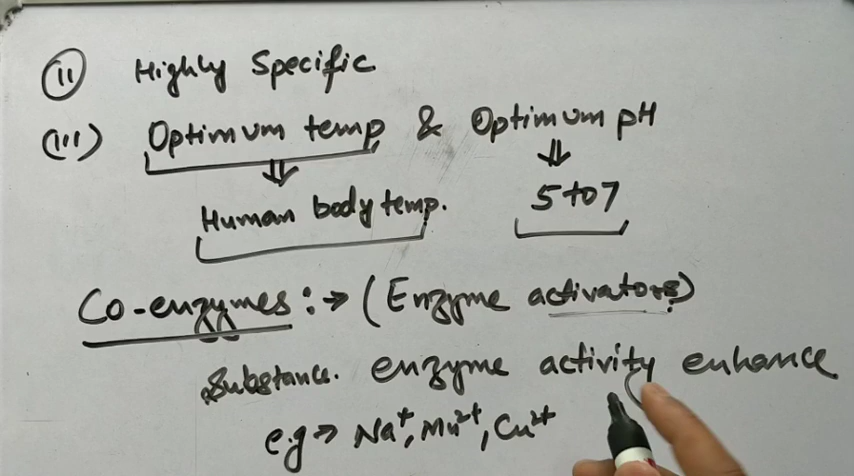 (ii) Highly Specific
(iii) Optimum temp & Optimum pH
⇓ ⇓
Human body temp. 5 to 7
Co-enzymes :→ (Enzyme activators)
Substance. enzyme activity enhance
e.g → Na⁺, Mn²⁺, Cu²⁺